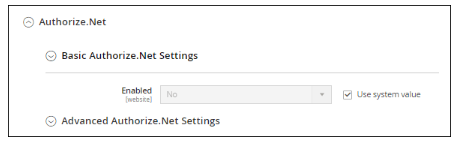 Authorize.Net
Basic Authorize.Net Settings
Enabled No Use system value
[website]
Advanced Authorize.Net Settings